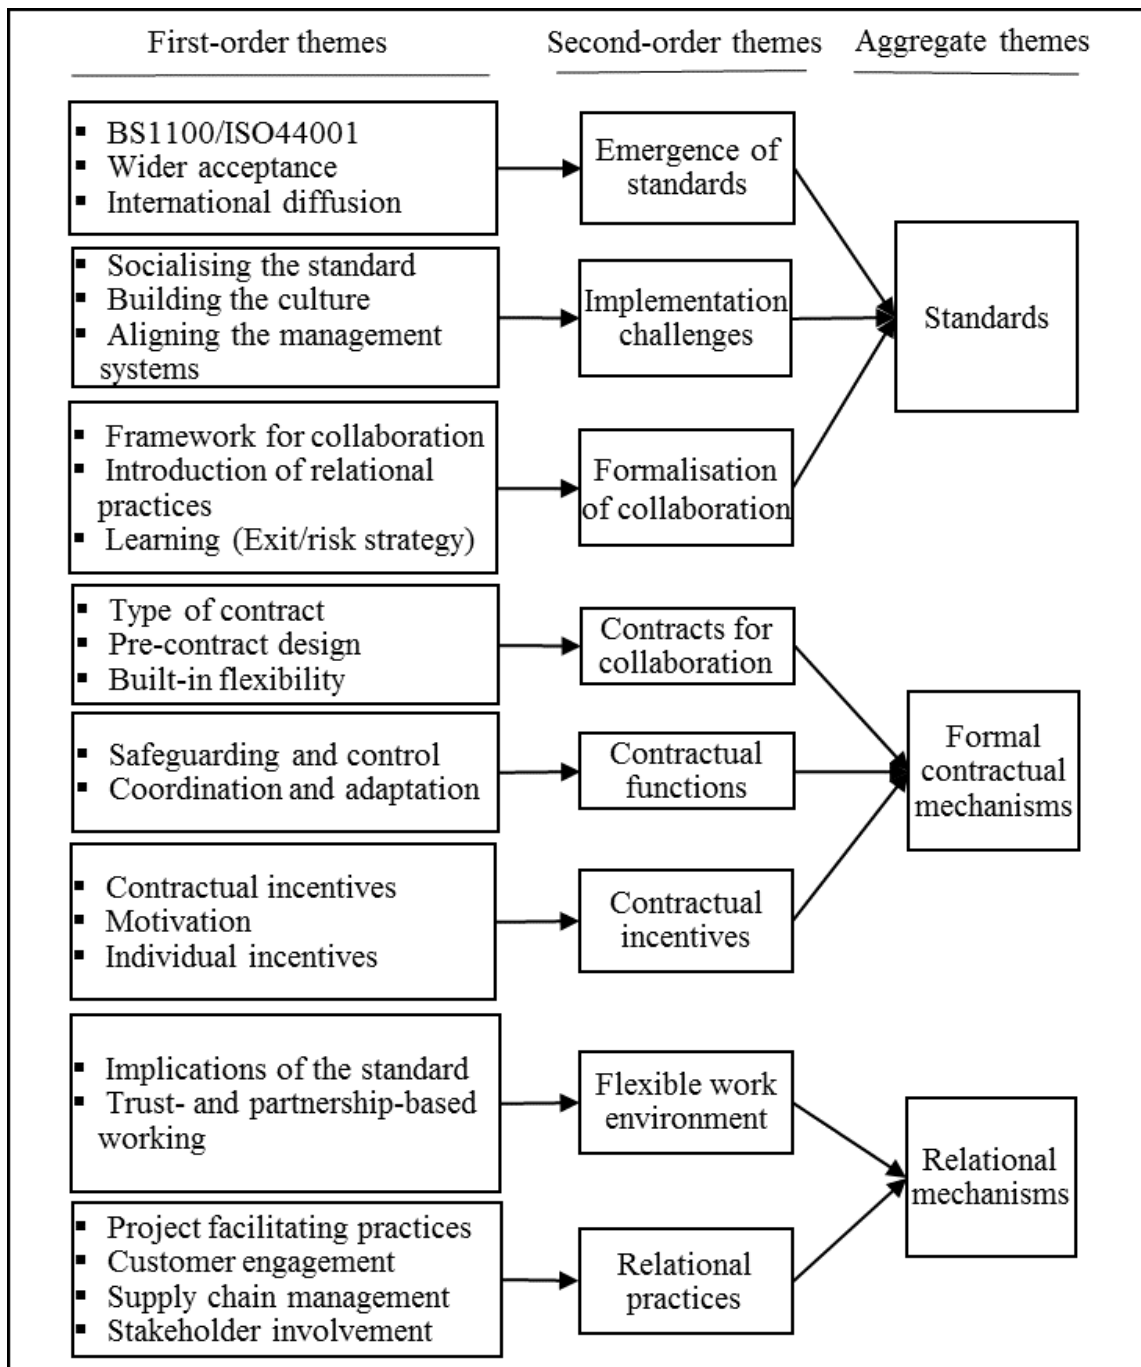 First-order themes
Second-order themes
Aggregate themes
▪ BS1100/ISO44001
▪ Wider acceptance
▪ International diffusion
Emergence of
standards
▪ Socialising the standard
▪ Building the culture
▪ Aligning the management
systems
Implementation
challenges
▪ Framework for collaboration
▪ Introduction of relational
practices
▪ Learning (Exit/risk strategy)
Formalisation
of collaboration
Standards
▪ Type of contract
▪ Pre-contract design
▪ Built-in flexibility
Contracts for
collaboration
▪ Safeguarding and control
▪ Coordination and adaptation
Contractual
functions
▪ Contractual incentives
▪ Motivation
▪ Individual incentives
Contractual
incentives
Formal
contractual
mechanisms
▪ Implications of the standard
▪ Trust- and partnership-based
working
Flexible work
environment
▪ Project facilitating practices
▪ Customer engagement
▪ Supply chain management
▪ Stakeholder involvement
Relational
practices
Relational
mechanisms